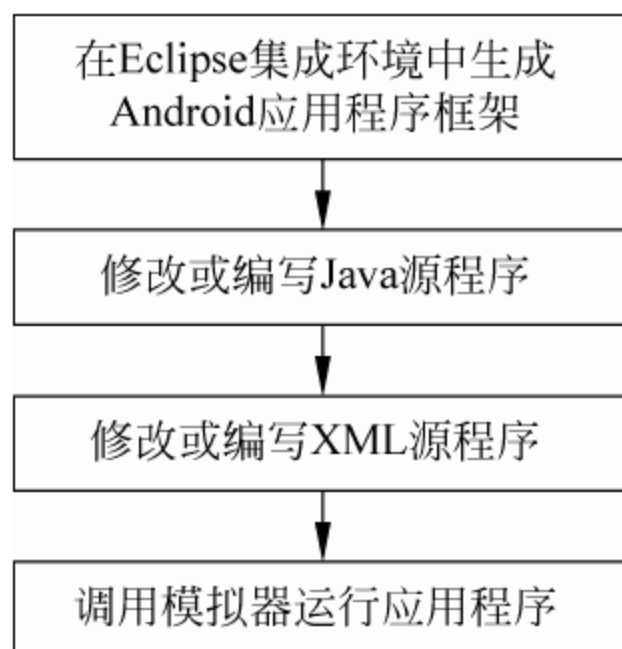 在Eclipse集成环境中生成
Android应用程序框架
修改或编写Java源程序
修改或编写XML源程序
调用模拟器运行应用程序